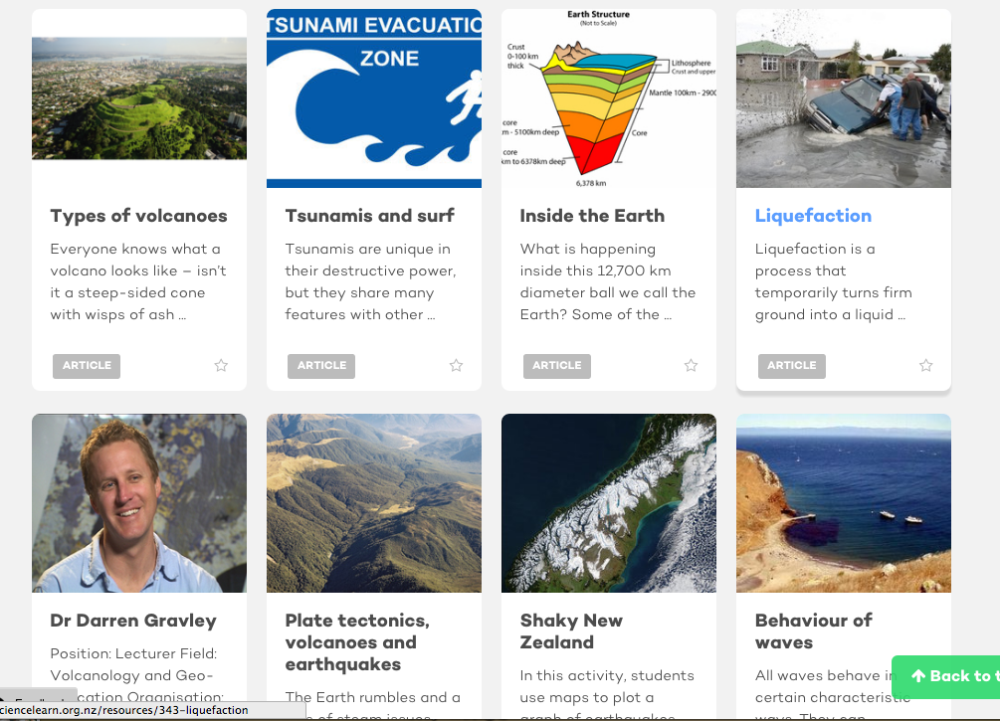 TSUNAMI EVACUATIO
ZONE
Earth Structure
(Not to Scale)
Crust
0-100 km
thick
Lithosphere
Crust and upper
Mantle 100km - 2900
core
m - 5100km deep
Core
core
km to 6378km deep
6,378 km
Types of volcanoes
Everyone knows what a
volcano looks like – isn't
it a steep-sided cone
with wisps of ash ...
ARTICLE
Tsunamis and surf
Tsunamis are unique in
their destructive power,
but they share many
features with other ...
ARTICLE
Inside the Earth
What is happening
inside this 12,700 km
diameter ball we call the
Earth? Some of the ...
ARTICLE
Liquefaction
Liquefaction is a
process that
temporarily turns firm
ground into a liquid ...
ARTICLE
Dr Darren Gravley
Position: Lecturer Field:
Volcanology and Geo-
cation Organisation:
Plate tectonics,
volcanoes and
earthquakes
The Earth rumbles and a
of steam issues
Shaky New
Zealand
In this activity, students
use maps to plot a
graph of earthquakes
Behaviour of
waves
All waves behave in
certain characteristic
ways. They can
Back to t
ciencelearn.org.nz/resources/343-liquefaction